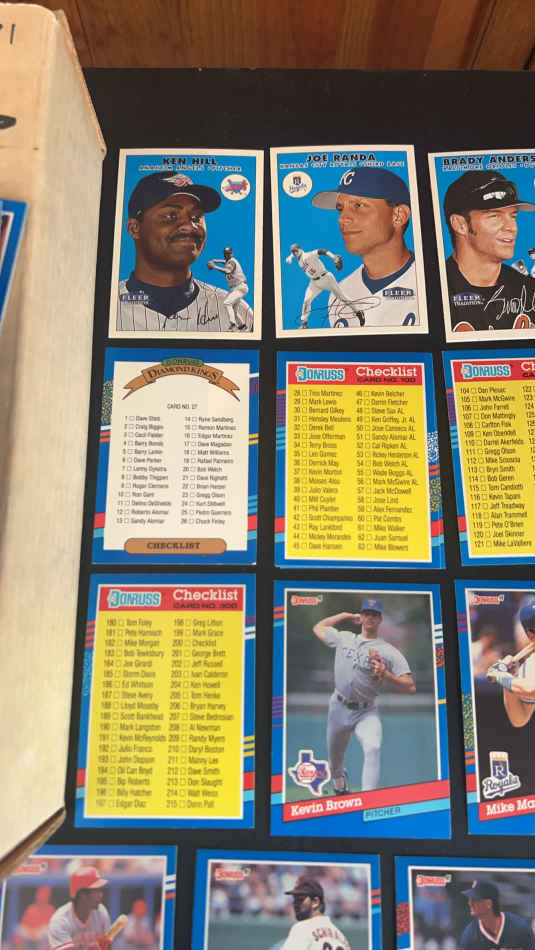 KEN HILL
ANAHEIM ANGELS • PITCHER
FLEER
TRADITION
JOE RANDA
KANSAS CITY ROYALS • THIRD BASE
Royals
KC
FLEER
TRADITION
BRADY ANDERS
BALTIMORE ORIOLES
FLEER
TRADITION
DONRUSS
DIAMOND KINGS
CARD NO. 27
1 Dave Stieb
2 Craig Biggio
3 Cecil Fielder
4 Barry Bonds
5 Barry Larkin
6 Dave Parker
7 Lenny Dykstra
8 Bobby Thigpen
9 Roger Clemens
10 Ron Gant
11 Delino DeShields
12 Roberto Alomar
13 Sandy Alomar
14 Ryne Sandberg
15 Ramon Martinez
16 Edgar Martinez
17 Dave Magadan
18 Matt Williams
19 Rafael Palmeiro
20 Bob Welch
21 Dave Righetti
22 Brian Harper
23 Gregg Olson
24 Kurt Stillwell
25 Pedro Guerrero
26 Chuck Finley
CHECKLIST
DONRUSS Checklist
CARD NO. 100
28 Tino Martinez
29 Mark Lewis
30 Bernard Gilkey
31 Hensley Meulens
32 Derek Bell
33 Jose Offerman
34 Terry Bross
35 Leo Gomez
36 Derrick May
37 Kevin Morton
38 Moises Alou
39 Julio Valera
40 Milt Cuyler
41 Phil Plantier
42 Scott Chiamparino
43 Ray Lankford
44 Mickey Morandini
45 Dave Hansen
46 Kevin Belcher
47 Darrin Fletcher
48 Steve Sax AL
49 Ken Griffey, Jr. AL
50 Jose Canseco AL
51 Sandy Alomar AL
52 Cal Ripken AL
53 Rickey Henderson AL
54 Bob Welch AL
55 Wade Boggs AL
56 Mark McGwire AL
57 Jack McDowell
58 Jose Lind
59 Alex Fernandez
60 Pat Combs
61 Mike Walker
62 Juan Samuel
63 Mike Blowers
DONRUSS
104 Dan Plesac
105 Mark McGwire
106 John Farrell
107 Don Mattingly
108 Carlton Fisk
109 Ken Oberkfell
110 Darrel Akerfelds
111 Gregg Olson
112 Mike Scioscia
113 Bryn Smith
114 Bob Geren
115 Tom Candiotti
116 Kevin Tapani
117 Jeff Treadway
118 Alan Trammell
119 Pete O'Brien
120 Joel Skinner
121 Mike LaValliere
DONRUSS Checklist
CARD NO. 300
180 Tom Foley
181 Pete Harnisch
182 Mike Morgan
183 Bob Tewksbury
184 Joe Girardi
185 Storm Davis
186 Ed Whitson
187 Steve Avery
188 Lloyd Moseby
189 Scott Bankhead
190 Mark Langston
191 Kevin McReynolds
192 Julio Franco
193 John Dopson
194 Oil Can Boyd
195 Bip Roberts
196 Billy Hatcher
197 Edgar Diaz
198 Greg Litton
199 Mark Grace
200 Checklist
201 George Brett
202 Jeff Russell
203 Ivan Calderon
204 Ken Howell
205 Tom Henke
206 Bryan Harvey
207 Steve Bedrosian
208 Al Newman
209 Randy Myers
210 Daryl Boston
211 Manny Lee
212 Dave Smith
213 Don Slaught
214 Walt Weiss
215 Donn Pall
DONRUSS
TEXAS
Kevin Brown
PITCHER
DONRUSS
Royals
DONRUSS
DONRUSS
DONRUSS